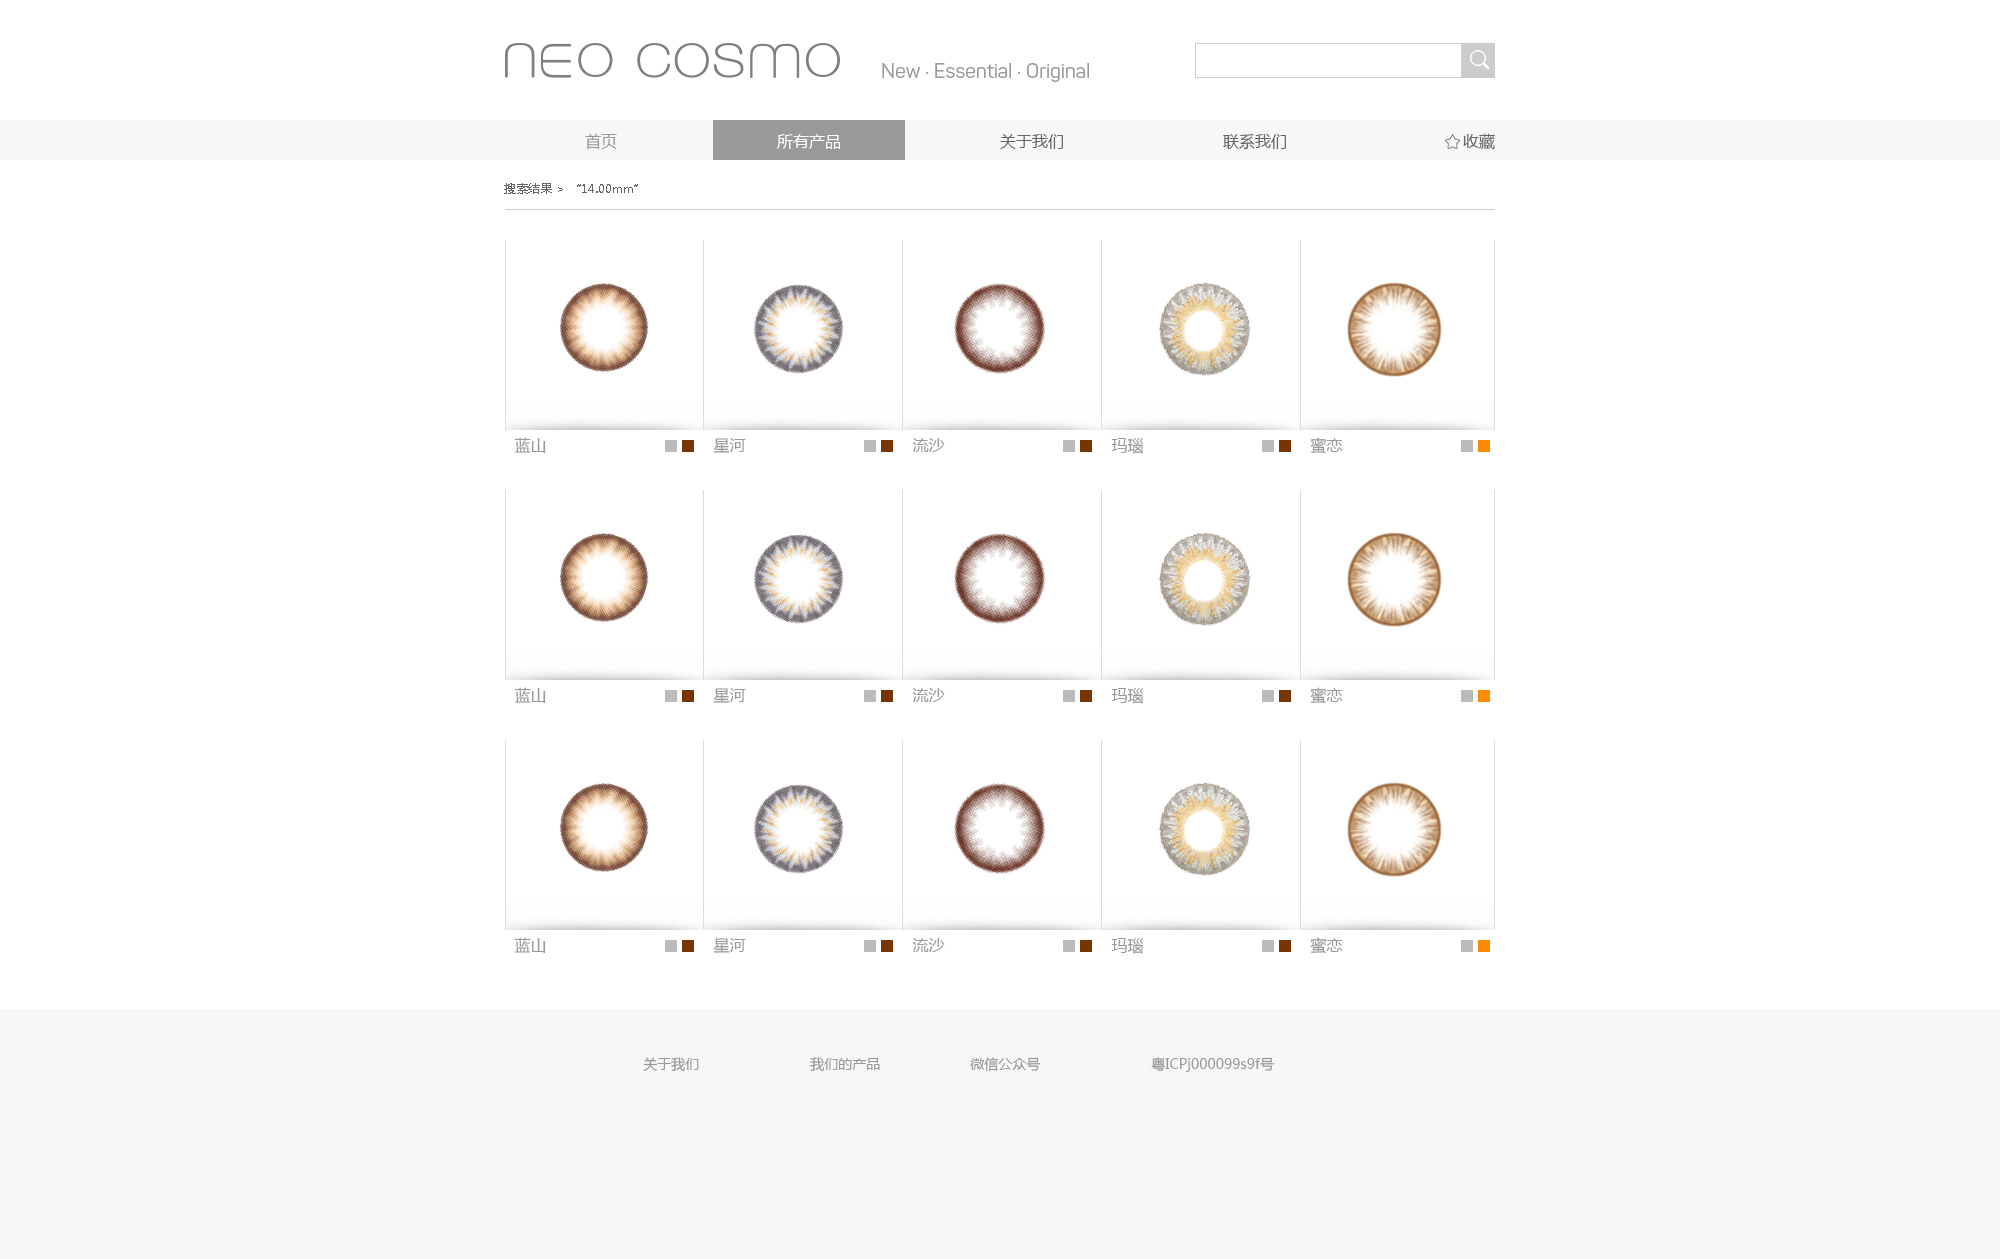 NEO COSMO
New · Essential · Original
首页 所有产品 关于我们 联系我们 收藏
搜索结果 > “14.00mm”
蓝山 星河 流沙 玛瑙 蜜恋
蓝山 星河 流沙 玛瑙 蜜恋
蓝山 星河 流沙 玛瑙 蜜恋
关于我们 我们的产品 微信公众号 粤ICPj000099s9f号